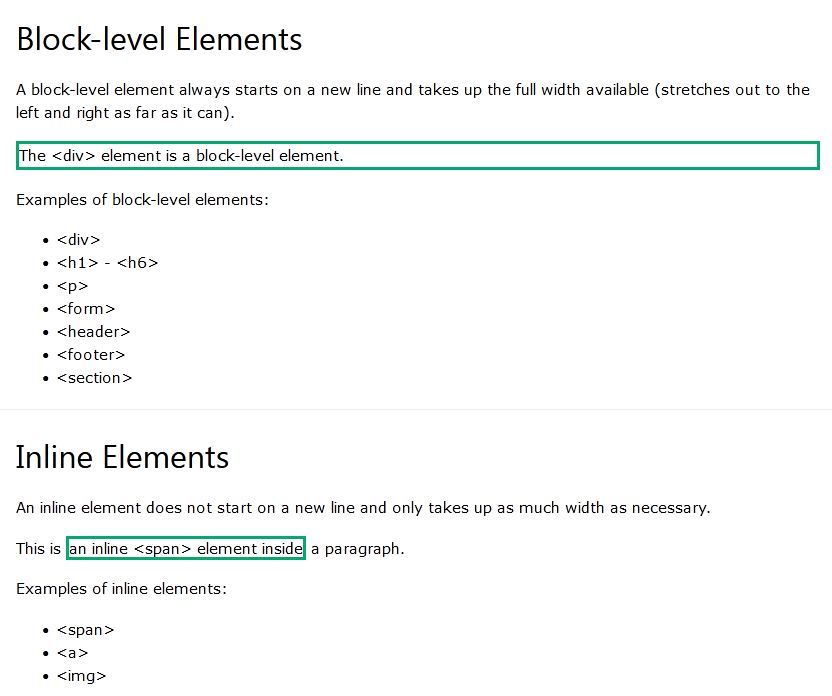 Block-level Elements
A block-level element always starts on a new line and takes up the full width available (stretches out to the
left and right as far as it can).
The <div> element is a block-level element.
Examples of block-level elements:
• <div>
• <h1> - <h6>
• <p>
• <form>
• <header>
• <footer>
• <section>
Inline Elements
An inline element does not start on a new line and only takes up as much width as necessary.
This is an inline <span> element inside a paragraph.
Examples of inline elements:
• <span>
• <a>
• <img>